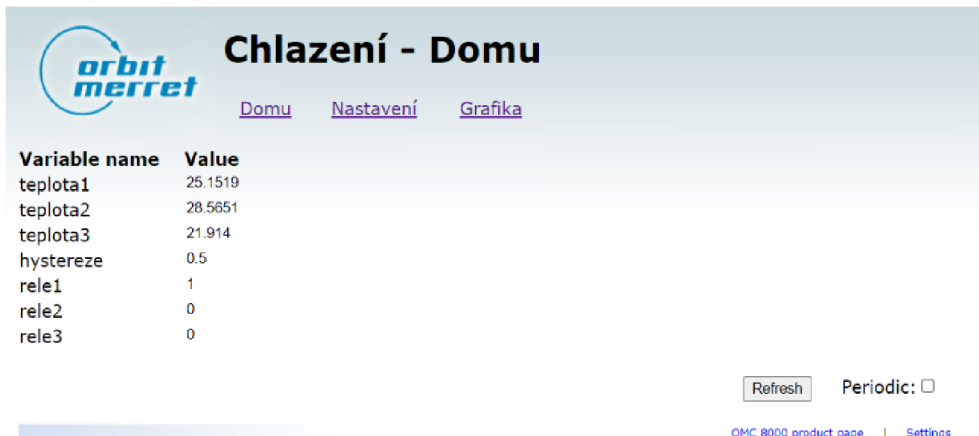 orbit
merret
Chlazení - Domu
Domu Nastavení Grafika
Variable name Value
teplota1 25.1519
teplota2 28.5651
teplota3 21.914
hystereze 0.5
rele1 1
rele2 0
rele3 0
Refresh Periodic:
OMC 8000 product page | Settings